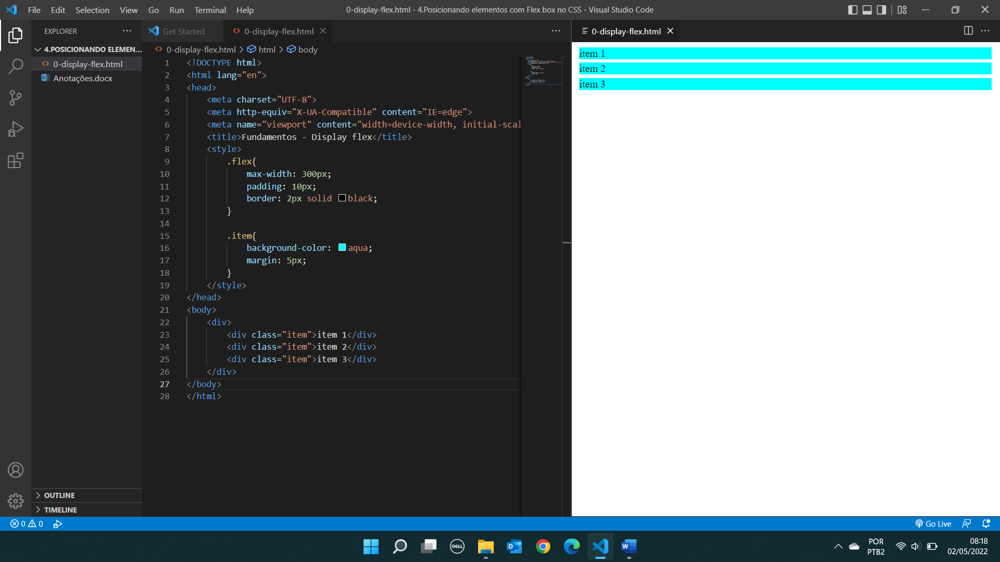 File Edit Selection View Go Run Terminal Help
0-display-flex.html - 4.Posicionando elementos com Flex box no CSS - Visual Studio Code
EXPLORER
4.POSICIONANDO ELEMEN...
0-display-flex.html
Anotações.docx
OUTLINE
TIMELINE
Get Started
0-display-flex.html
0-display-flex.html > html > body
1 <!DOCTYPE html>
2 <html lang="en">
3 <head>
4 <meta charset="UTF-8">
5 <meta http-equiv="X-UA-Compatible" content="IE=edge">
6 <meta name="viewport" content="width=device-width, initial-scal
7 <title>Fundamentos - Display flex</title>
8 <style>
9 .flex{
10 max-width: 300px;
11 padding: 10px;
12 border: 2px solid black;
13 }
14
15 .item{
16 background-color: aqua;
17 margin: 5px;
18 }
19 </style>
20 </head>
21 <body>
22 <div>
23 <div class="item">item 1</div>
24 <div class="item">item 2</div>
25 <div class="item">item 3</div>
26 </div>
27 </body>
28 </html>
0-display-flex.html
item 1
item 2
item 3
0 0
Go Live
DELL
POR
PTB2
08:18
02/05/2022